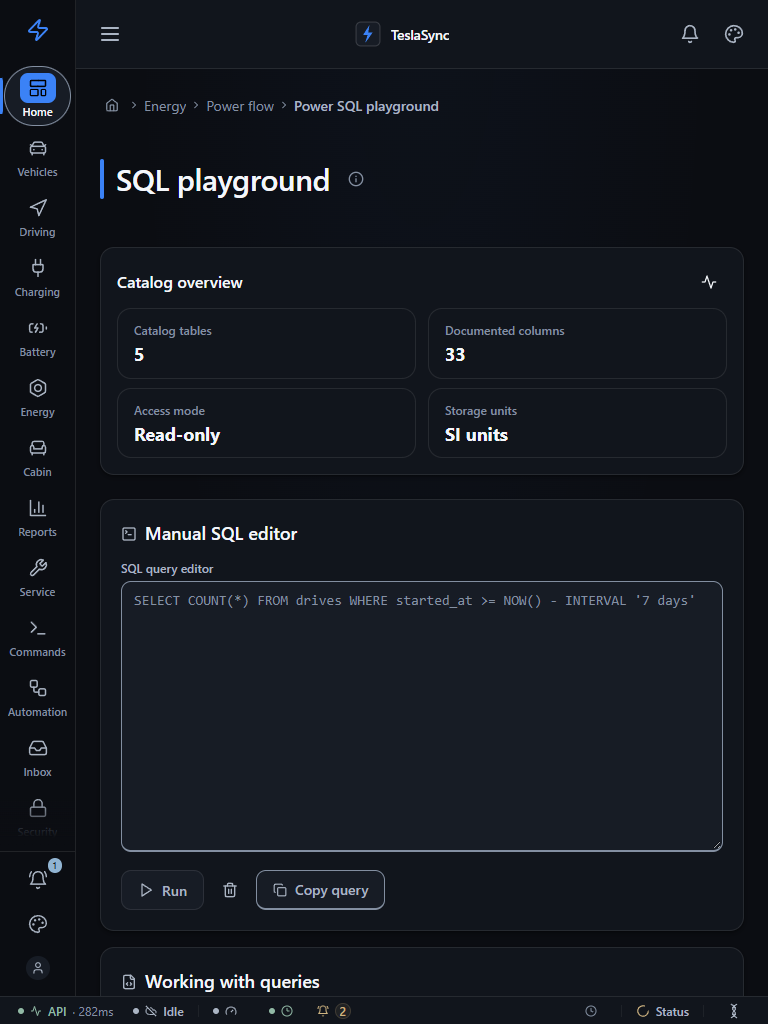 TeslaSync
Home
Vehicles
Driving
Charging
Battery
Energy
Cabin
Reports
Service
Commands
Automation
Inbox
Security
1
Energy > Power flow > Power SQL playground
SQL playground
Catalog overview
Catalog tables
5
Documented columns
33
Access mode
Read-only
Storage units
SI units
Manual SQL editor
SQL query editor
SELECT COUNT(*) FROM drives WHERE started_at >= NOW() - INTERVAL '7 days'
Run
Copy query
Working with queries
API · 282ms
Idle
2
Status